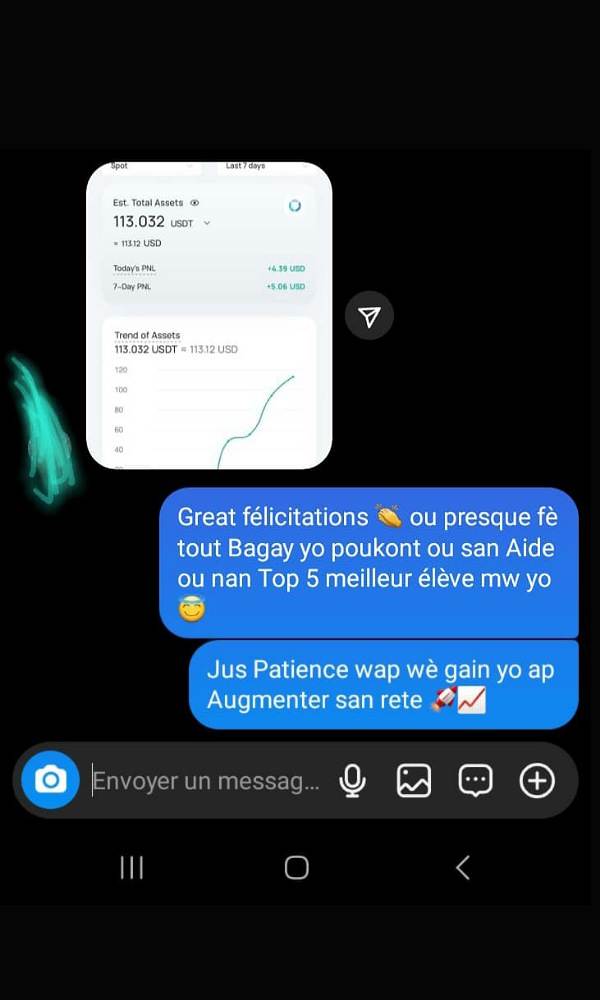 Spot
Last 7 days
Est. Total Assets
113.032 USDT
≈ 113.12 USD
Today's PNL +4.39 USD
7-Day PNL +5.06 USD
Trend of Assets
113.032 USDT ≈ 113.12 USD
120
100
80
60
40
20
Great félicitations 👏 ou presque fè
tout Bagay yo poukont ou san Aide
ou nan Top 5 meilleur élève mw yo
😇
Jus Patience wap wè gain yo ap
Augmenter san rete 🚀📈
Envoyer un messag...